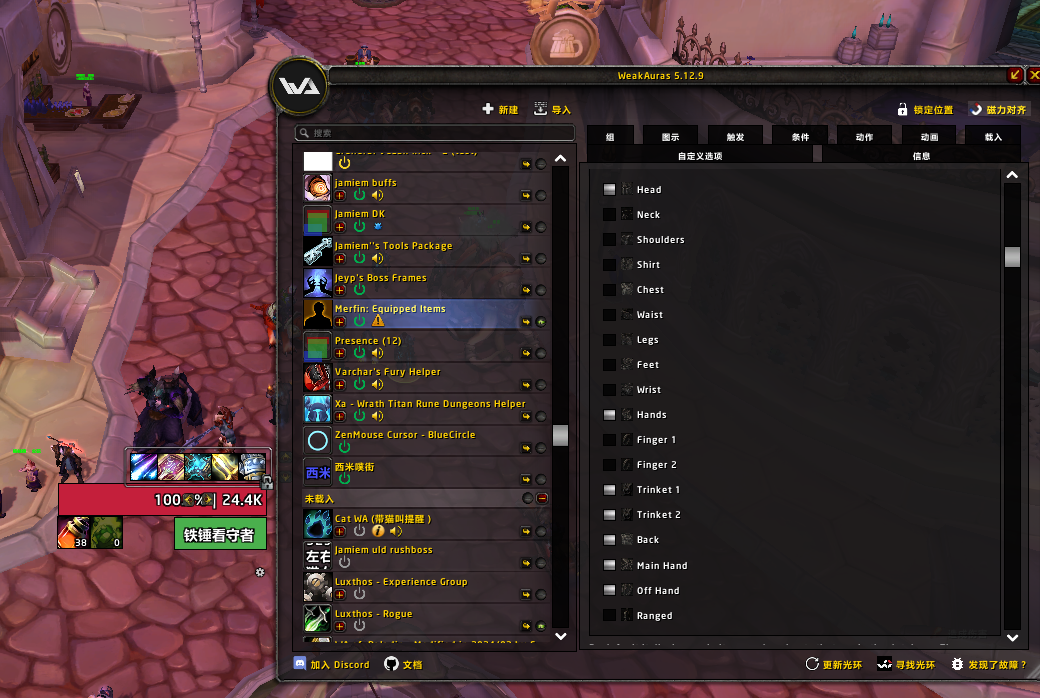 WeakAuras 5.12.9
新建 导入 锁定位置 磁力对齐
搜索
组 图示 触发 条件 动作 动画 载入
自定义选项 信息
jamiem buffs
Jamiem DK
Jamiem''s Tools Package
Jeyp's Boss Frames
Merfin: Equipped Items
Presence (12)
Varchar's Fury Helper
Xa - Wrath Titan Rune Dungeons Helper
ZenMouse Cursor - BlueCircle
西米
西米噗街
未载入
Cat WA (带猫叫提醒 )
左右
Jamiem uld rushboss
Luxthos - Experience Group
Luxthos - Rogue
Head
Neck
Shoulders
Shirt
Chest
Waist
Legs
Feet
Wrist
Hands
Finger 1
Finger 2
Trinket 1
Trinket 2
Back
Main Hand
Off Hand
Ranged
100 % | 24.4K
38 0
铁锤看守者
加入 Discord 文档 更新光环 寻找光环 发现了故障？